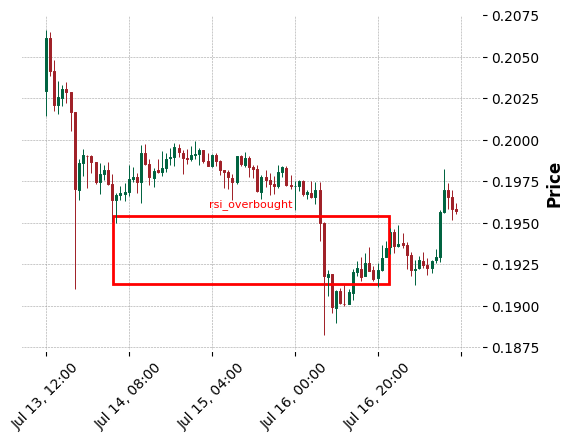 0.2075
0.2050
0.2025
0.2000
0.1975
0.1950
0.1925
0.1900
0.1875
Price
rsi_overbought
Jul 13, 12:00
Jul 14, 08:00
Jul 15, 04:00
Jul 16, 00:00
Jul 16, 20:00